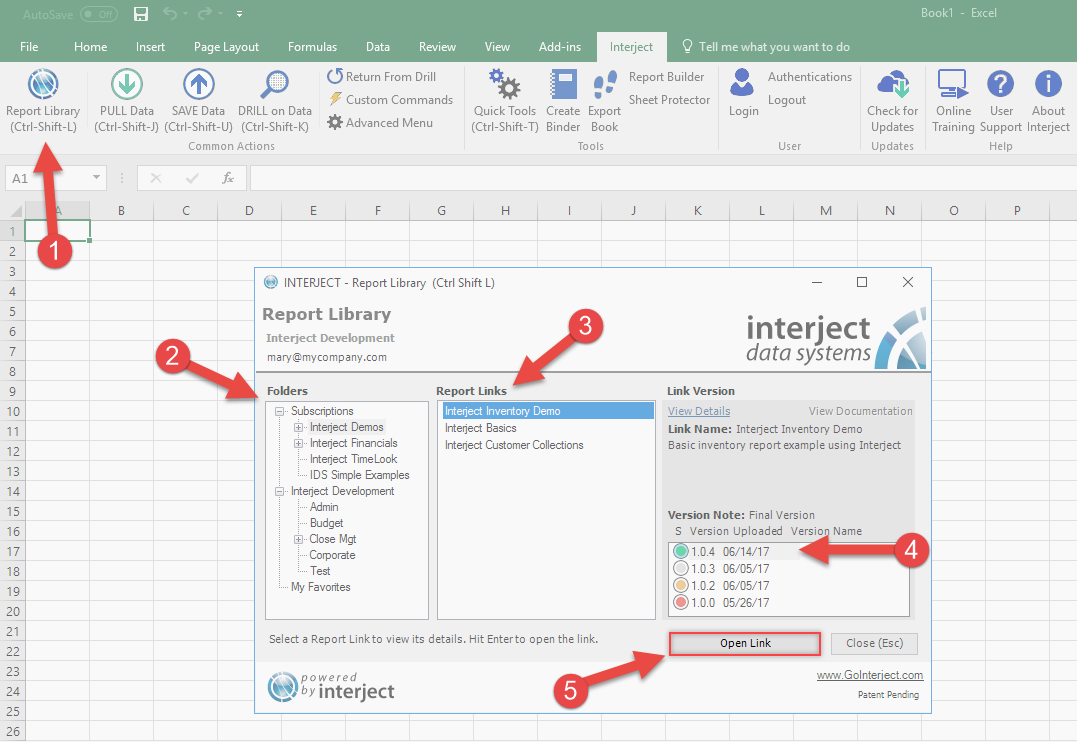 AutoSave Off
Book1 - Excel
File Home Insert Page Layout Formulas Data Review View Add-ins Interject Tell me what you want to do
Report Library
(Ctrl-Shift-L)
PULL Data
(Ctrl-Shift-J)
SAVE Data
(Ctrl-Shift-U)
DRILL on Data
(Ctrl-Shift-K)
Return From Drill
Custom Commands
Advanced Menu
Common Actions
Quick Tools
(Ctrl-Shift-T)
Create
Binder
Export
Book
Report Builder
Sheet Protector
Tools
Login
Authentications
Logout
User
Check for
Updates
Updates
Online
Training
User
Support
About
Interject
Help
A1
fx
A B C D E F G H I J K L M N O P
1
2
3
4
5
6
7
8
9
10
11
12
13
14
15
16
17
18
19
20
21
22
23
24
25
26
1
INTERJECT - Report Library (Ctrl Shift L)
Report Library
Interject Development
mary@mycompany.com
interject
data systems
2
3
Folders
Subscriptions
Interject Demos
Interject Financials
Interject TimeLook
IDS Simple Examples
Interject Development
Admin
Budget
Close Mgt
Corporate
Test
My Favorites
Report Links
Interject Inventory Demo
Interject Basics
Interject Customer Collections
Link Version
View Details View Documentation
Link Name: Interject Inventory Demo
Basic inventory report example using Interject
Version Note: Final Version
S Version Uploaded Version Name
1.0.4 06/14/17
1.0.3 06/05/17
1.0.2 06/05/17
1.0.0 05/26/17
4
Select a Report Link to view its details. Hit Enter to open the link.
Open Link
Close (Esc)
5
powered
by interject
www.GoInterject.com
Patent Pending